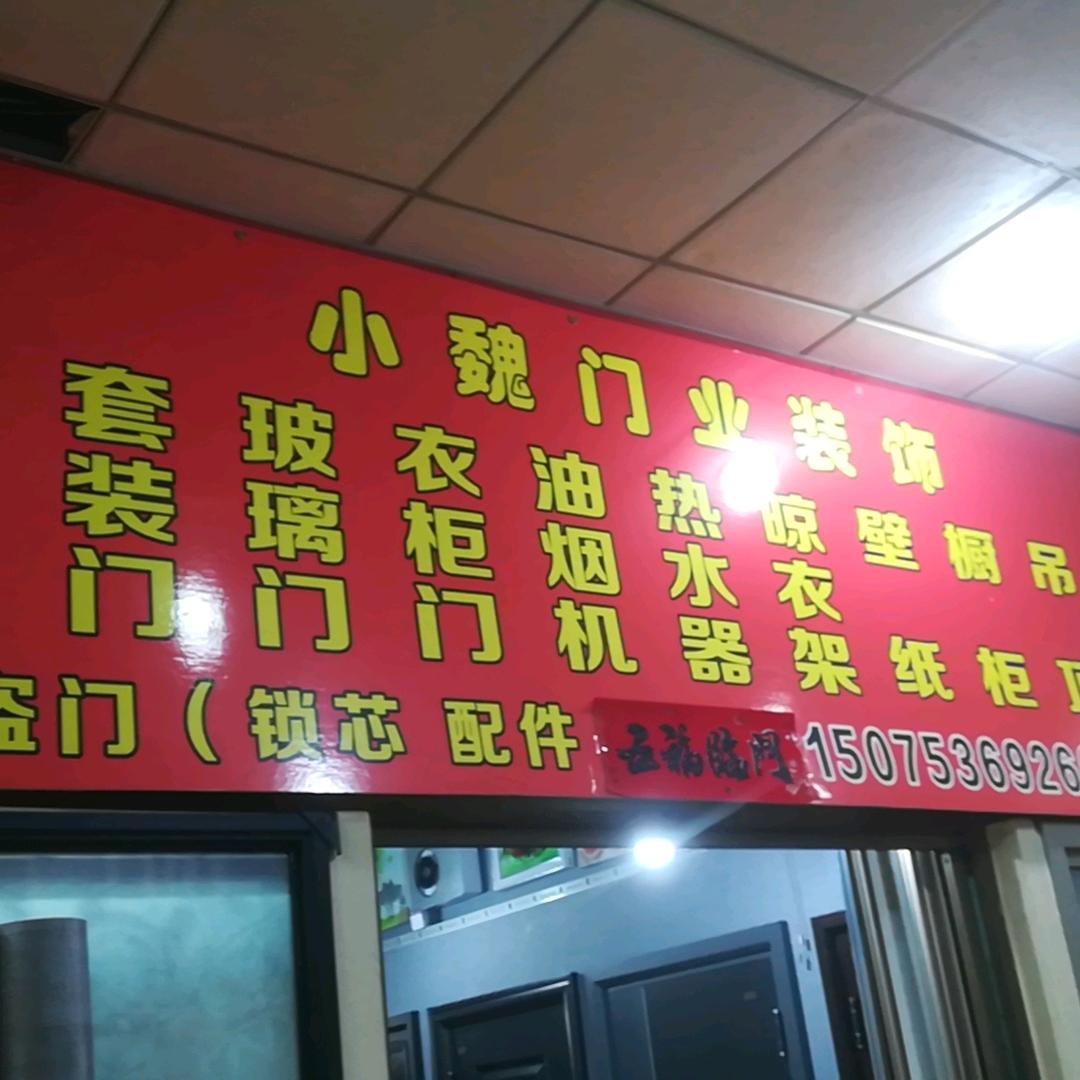 小魏门业装饰
套装门 玻璃门 衣柜门 油烟机 热水器 晾衣架 壁纸 橱柜 吊顶
盗门（锁芯 配件
五福临门
1507536926